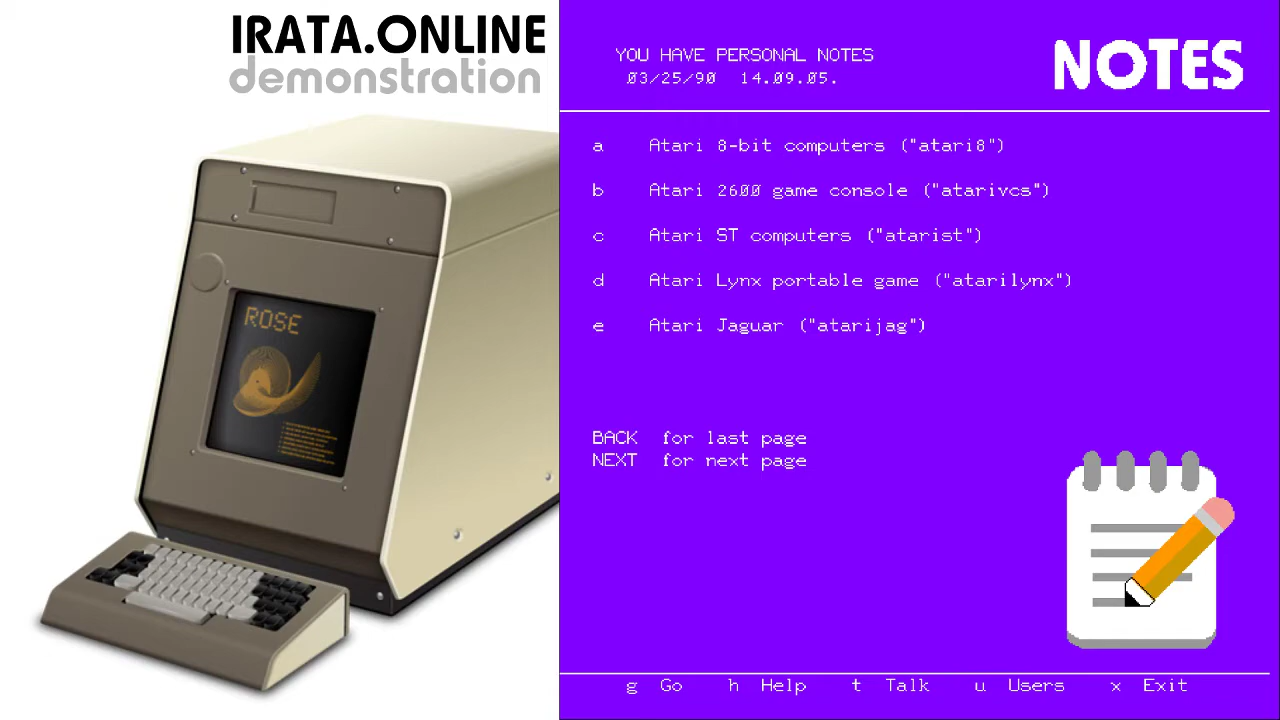 IRATA.ONLINE
demonstration
ROSE
YOU HAVE PERSONAL NOTES
03/25/90 14.09.05.
NOTES
a Atari 8-bit computers ("atari8")
b Atari 2600 game console ("atarivcs")
c Atari ST computers ("atarist")
d Atari Lynx portable game ("atarilynx")
e Atari Jaguar ("atarijag")
BACK for last page
NEXT for next page
g Go h Help t Talk u Users x Exit